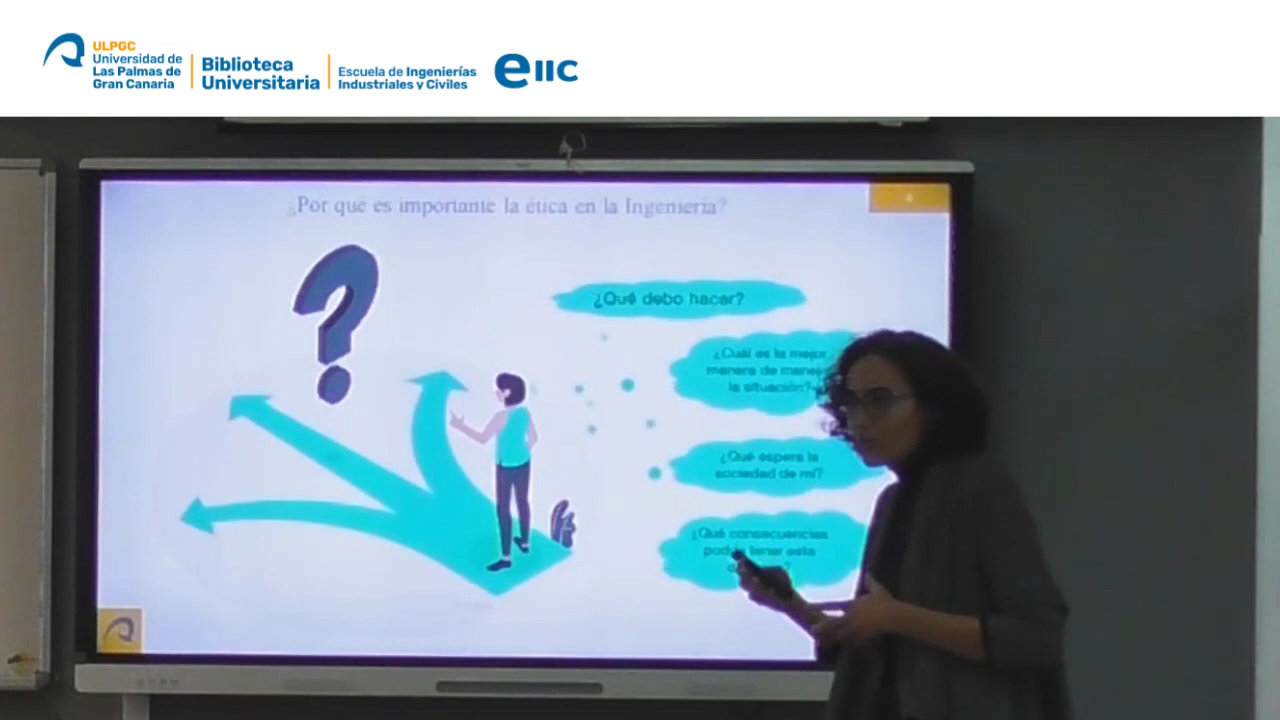 ULPGC
Universidad de
Las Palmas de
Gran Canaria
Biblioteca
Universitaria
Escuela de Ingenierías
Industriales y Civiles
eiic
¿Por qué es importante la ética en la Ingeniería?
4
¿Qué debo hacer?
¿Cuál es la mejor
manera de
la situación?
¿Qué espera la
sociedad de mí?
¿Qué consecuencias
tener esta